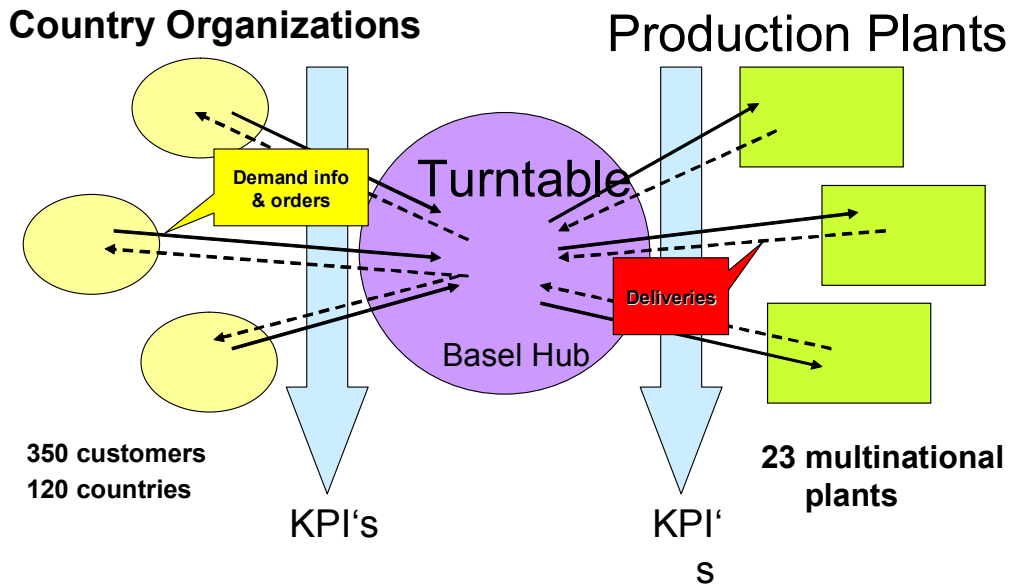 Country Organizations
Production Plants
Demand info
& orders
Turntable
Deliveries
Basel Hub
350 customers
120 countries
23 multinational
plants
KPI‘s
KPI‘
s